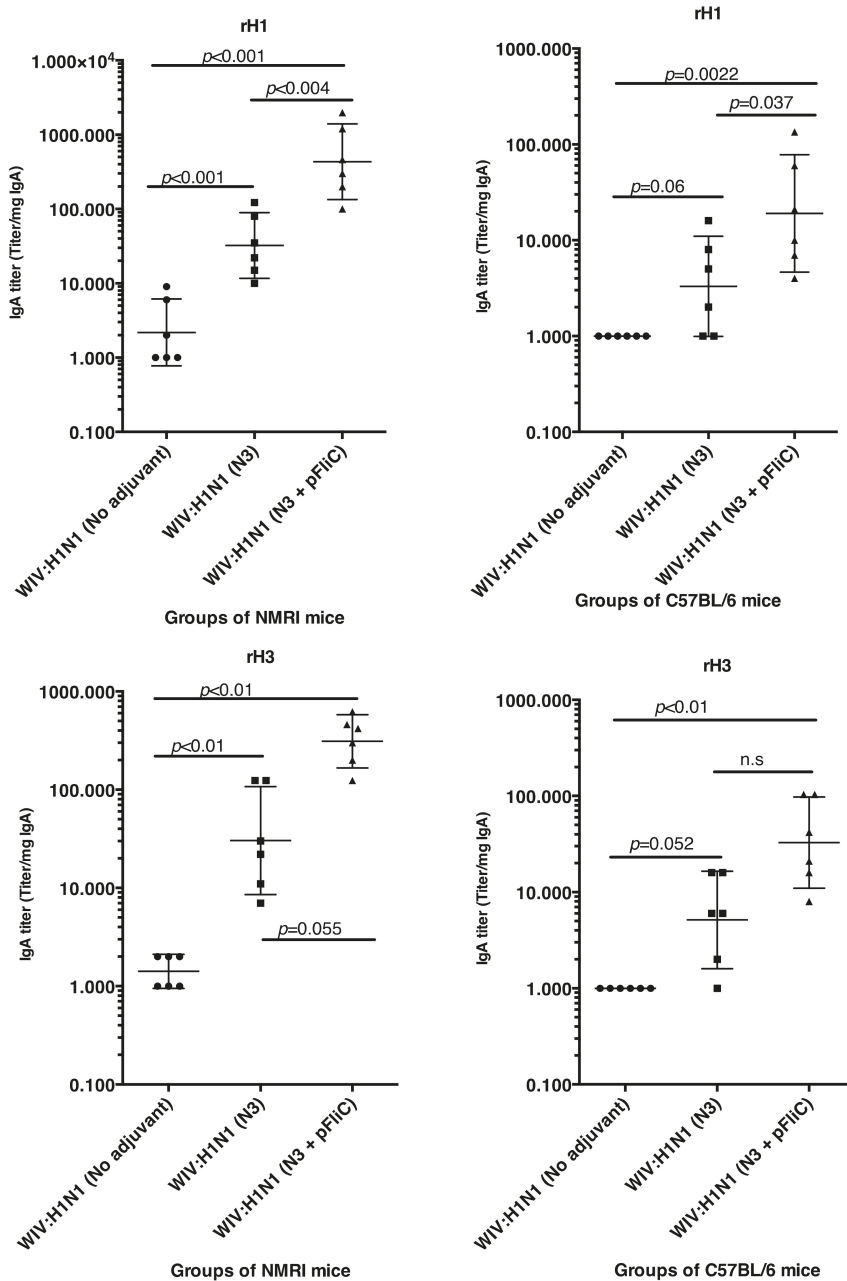 rH1
1.000×10⁴
1000.000
100.000
10.000
1.000
0.100
IgA titer (Titer/mg IgA)
p<0.001
p<0.004
p<0.001
WIV:H1N1 (No adjuvant)
WIV:H1N1 (N3)
WIV:H1N1 (N3 + pFliC)
Groups of NMRI mice
rH1
1000.000
100.000
10.000
1.000
0.100
IgA titer (Titer/mg IgA)
p=0.0022
p=0.037
p=0.06
WIV:H1N1 (No adjuvant)
WIV:H1N1 (N3)
WIV:H1N1 (N3 + pFliC)
Groups of C57BL/6 mice
rH3
1000.000
100.000
10.000
1.000
0.100
IgA titer (Titer/mg IgA)
p<0.01
p<0.01
p=0.055
WIV:H1N1 (No adjuvant)
WIV:H1N1 (N3)
WIV:H1N1 (N3 + pFliC)
Groups of NMRI mice
rH3
1000.000
100.000
10.000
1.000
0.100
IgA titer (Titer/mg IgA)
p<0.01
n.s
p=0.052
WIV:H1N1 (No adjuvant)
WIV:H1N1 (N3)
WIV:H1N1 (N3 + pFliC)
Groups of C57BL/6 mice